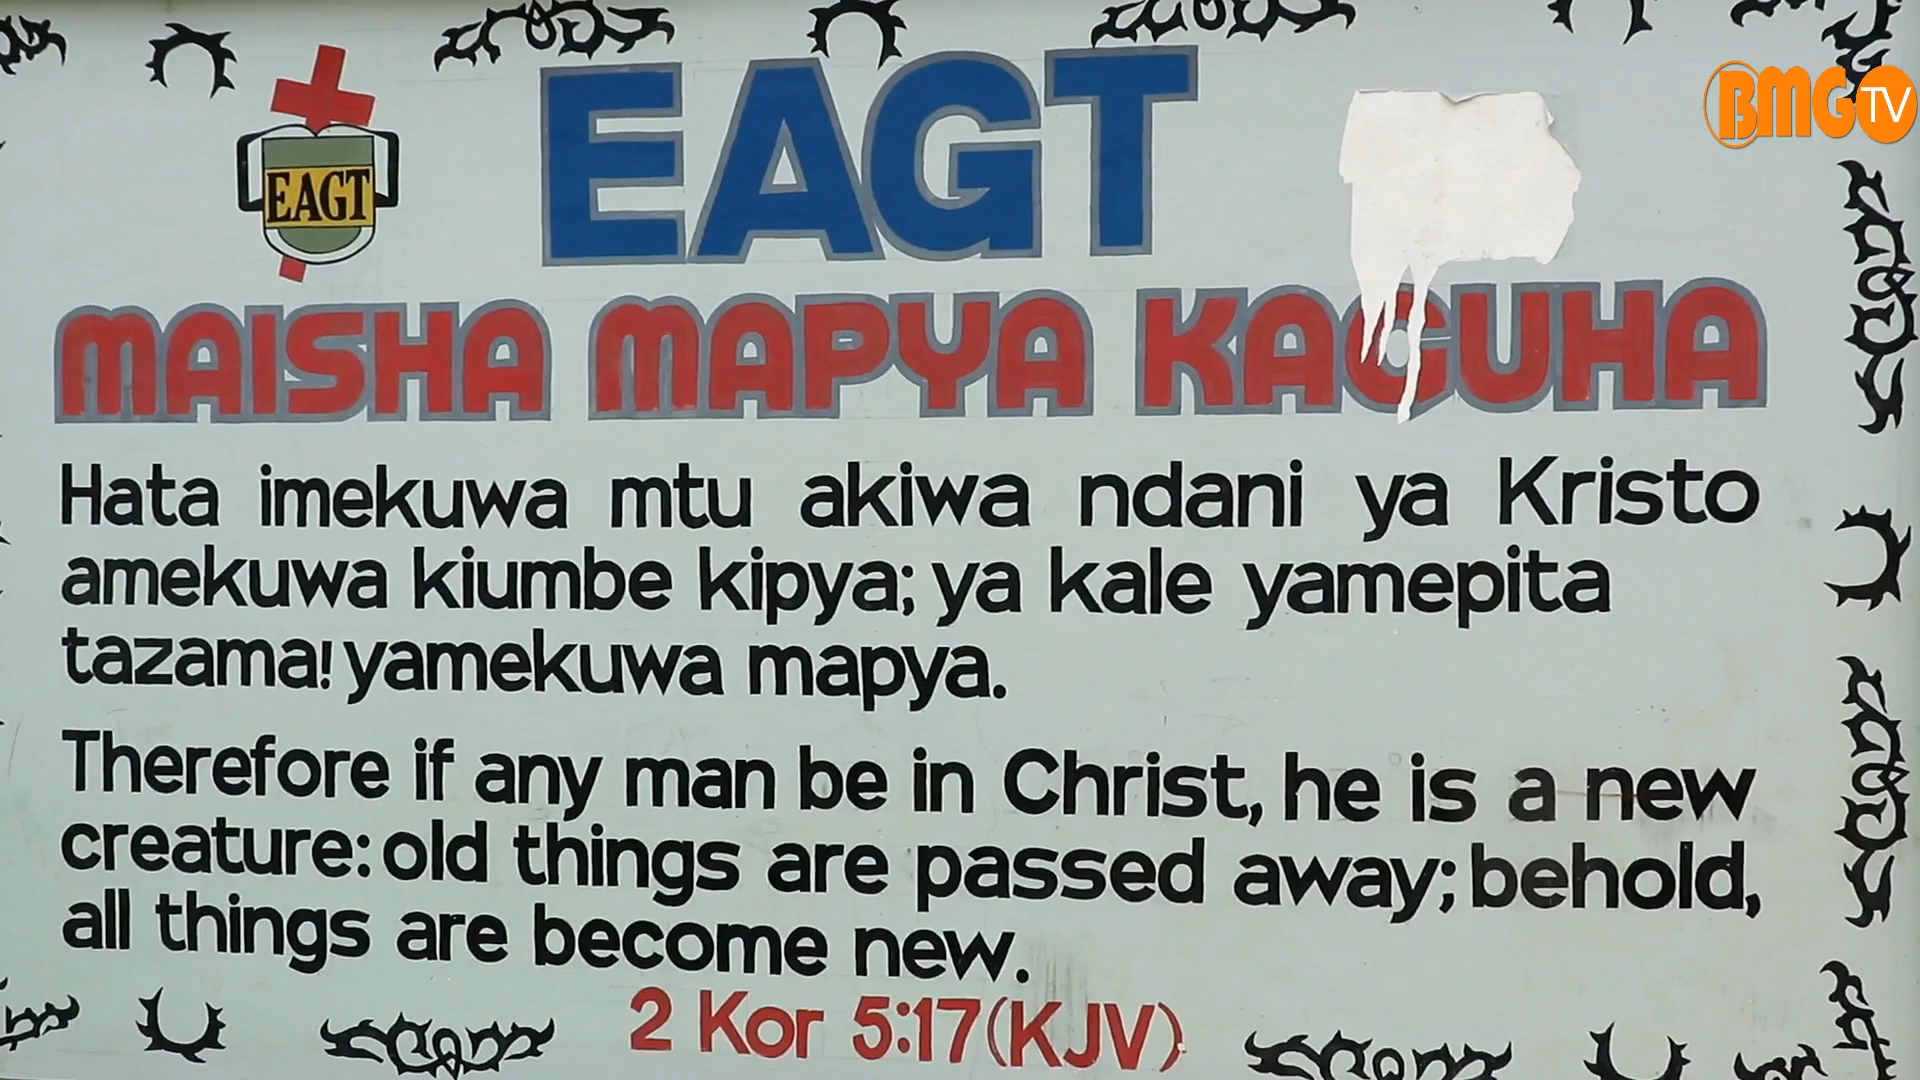 BMG TV
EAGT
EAGT
MAISHA MAPYA KAGUHA
Hata imekuwa mtu akiwa ndani ya Kristo
amekuwa kiumbe kipya; ya kale yamepita
tazama! yamekuwa mapya.
Therefore if any man be in Christ, he is a new
creature: old things are passed away; behold,
all things are become new.
2 Kor 5:17 (KJV)